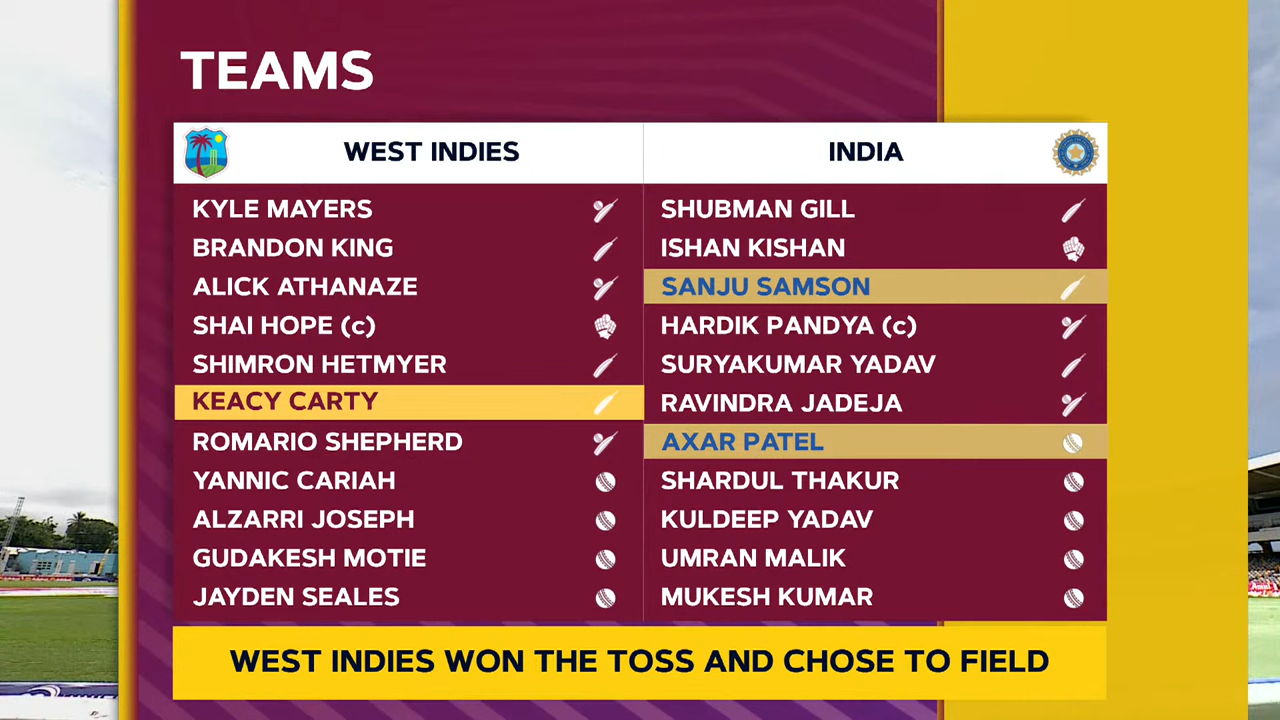 TEAMS
WEST INDIES
INDIA
KYLE MAYERS
SHUBMAN GILL
BRANDON KING
ISHAN KISHAN
ALICK ATHANAZE
SANJU SAMSON
SHAI HOPE (c)
HARDIK PANDYA (c)
SHIMRON HETMYER
SURYAKUMAR YADAV
KEACY CARTY
RAVINDRA JADEJA
ROMARIO SHEPHERD
AXAR PATEL
YANNIC CARIAH
SHARDUL THAKUR
ALZARRI JOSEPH
KULDEEP YADAV
GUDAKESH MOTIE
UMRAN MALIK
JAYDEN SEALES
MUKESH KUMAR
WEST INDIES WON THE TOSS AND CHOSE TO FIELD